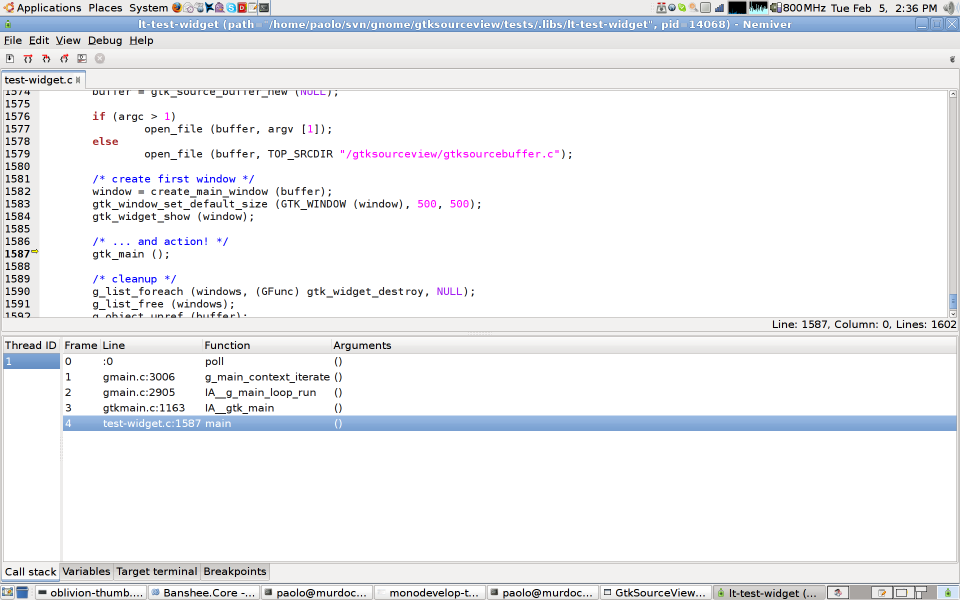 Applications Places System 800MHz Tue Feb 5, 2:36 PM
lt-test-widget (path="/home/paolo/svn/gnome/gtksourceview/tests/.libs/lt-test-widget", pid=14068) - Nemiver
File Edit View Debug Help
test-widget.c
1574 buffer = gtk_source_buffer_new (NULL);
1575
1576 if (argc > 1)
1577 open_file (buffer, argv [1]);
1578 else
1579 open_file (buffer, TOP_SRCDIR "/gtksourceview/gtksourcebuffer.c");
1580
1581 /* create first window */
1582 window = create_main_window (buffer);
1583 gtk_window_set_default_size (GTK_WINDOW (window), 500, 500);
1584 gtk_widget_show (window);
1585
1586 /* ... and action! */
1587 gtk_main ();
1588
1589 /* cleanup */
1590 g_list_foreach (windows, (GFunc) gtk_widget_destroy, NULL);
1591 g_list_free (windows);
1592 g_object_unref (buffer);
Line: 1587, Column: 0, Lines: 1602
Thread ID Frame Line Function Arguments
1 0 :0 poll ()
1 gmain.c:3006 g_main_context_iterate ()
2 gmain.c:2905 IA__g_main_loop_run ()
3 gtkmain.c:1163 IA__gtk_main ()
4 test-widget.c:1587 main ()
Call stack Variables Target terminal Breakpoints
oblivion-thumb.... Banshee.Core -... paolo@murdoc... monodevelop-t... paolo@murdoc... GtkSourceView... lt-test-widget (...